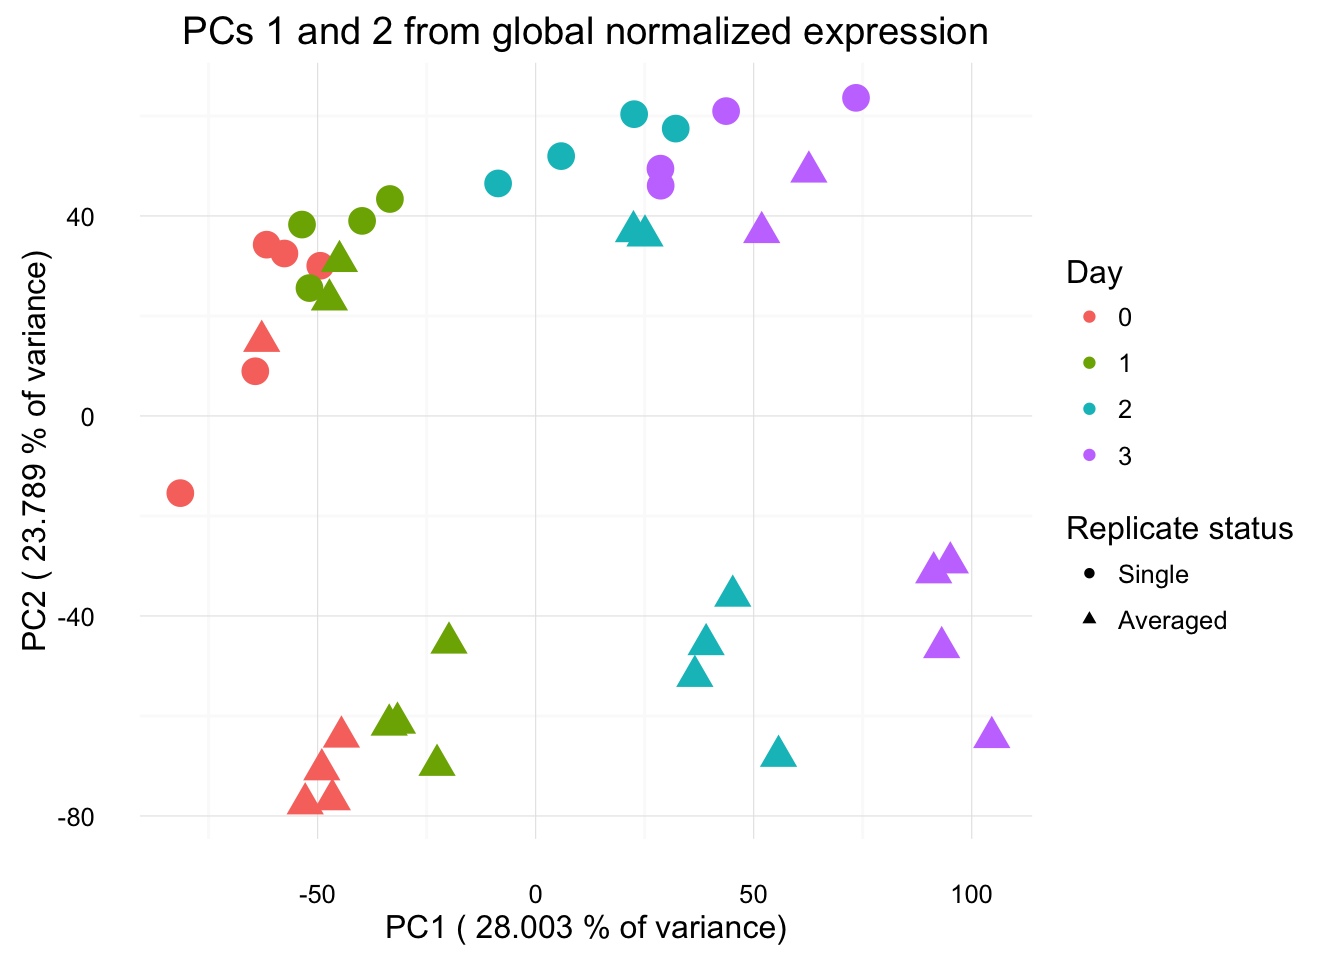 PCs 1 and 2 from global normalized expression
PC2 ( 23.789 % of variance)
40
0
-40
-80
-50
0
50
100
PC1 ( 28.003 % of variance)
Day
0
1
2
3
Replicate status
Single
Averaged